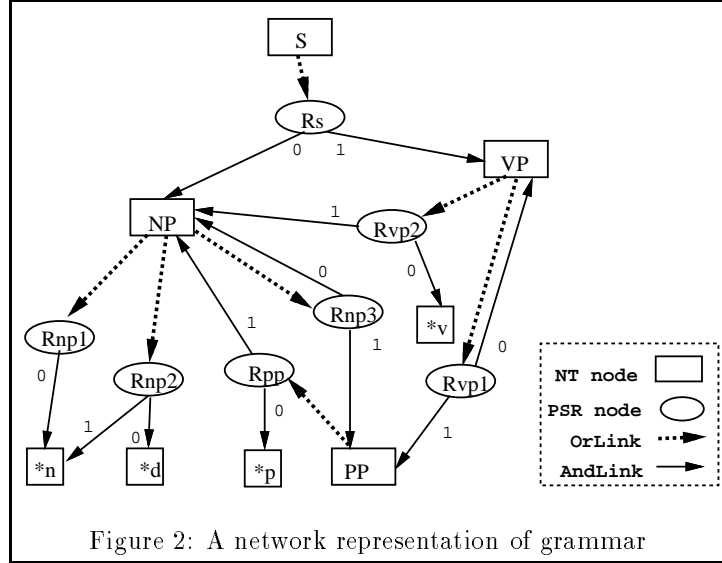 S
Rs
0 1
VP
NP
1
Rvp2
0
0
Rnp3
*v
Rnp1
1
1
0
Rnp2
Rpp
Rvp1
0
1
0
0
1
*n
*d
*p
PP
NT node
PSR node
OrLink
AndLink
Figure 2: A network representation of grammar